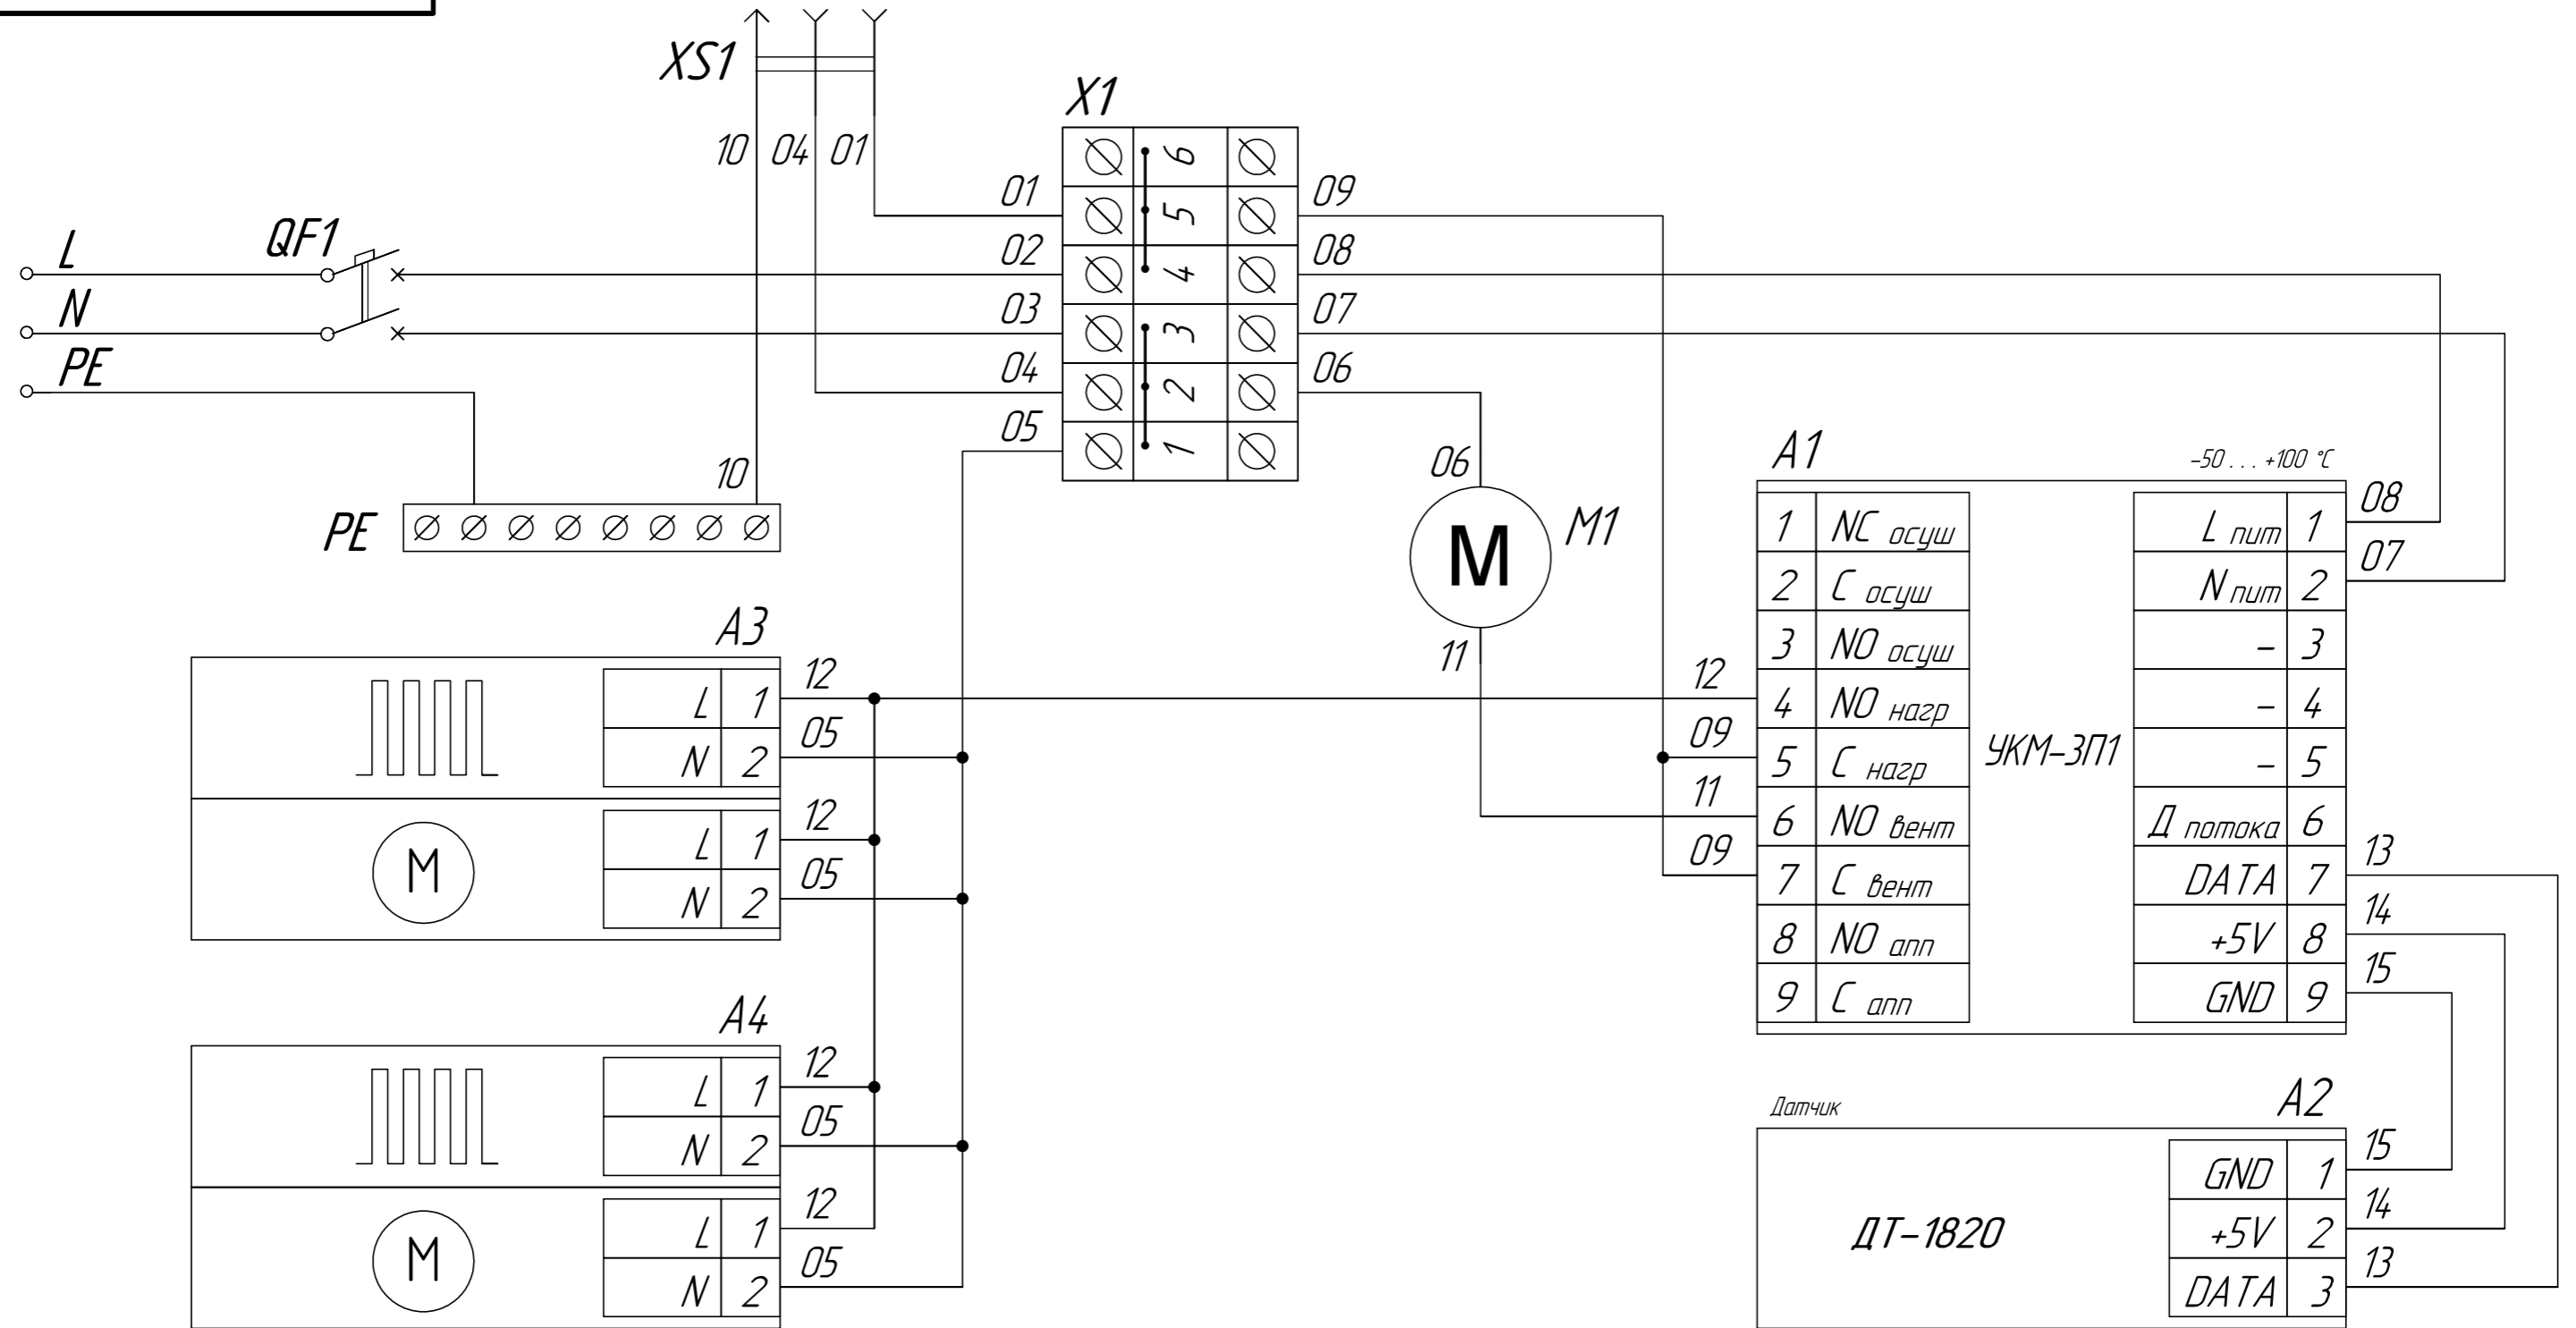 XS1
X1
10 04 01
6
01 5 09
L QF1 02 4 08
N 03 3 07
PE 04 2 06
05 1
10
PE
06
M M1
11
A1 -50 . . . +100 °C
1 NC осуш L пит 1 08
2 C осуш N пит 2 07
3 NO осуш – 3
12 4 NO нагр – 4
09 5 C нагр – 5
УКМ-3П1
11 6 NO вент Д потока 6
09 7 C вент DATA 7 13
8 NO апп +5V 8 14
9 C апп GND 9 15
A3
L 1 12
N 2 05
M
L 1 12
N 2 05
A4
L 1 12
N 2 05
M
L 1 12
N 2 05
Датчик A2
GND 1 15
ДТ-1820 +5V 2 14
DATA 3 13